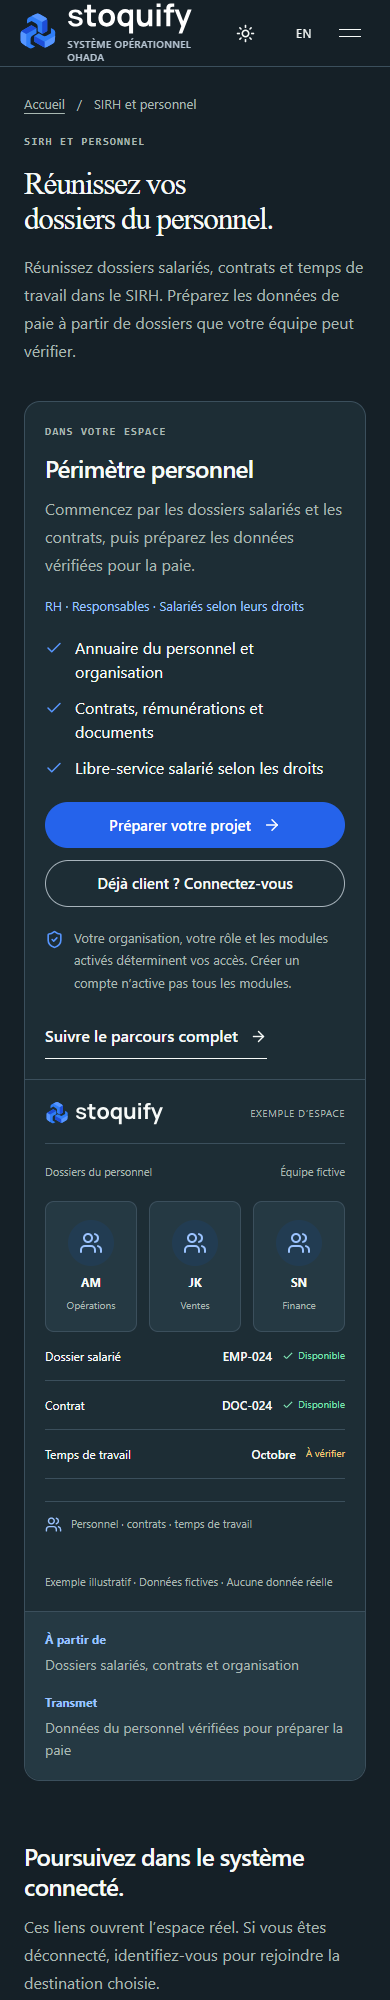 stoquify
SYSTÈME OPÉRATIONNEL
OHADA
EN
Accueil / SIRH et personnel
SIRH ET PERSONNEL
Réunissez vos
dossiers du personnel.
Réunissez dossiers salariés, contrats et temps de
travail dans le SIRH. Préparez les données de
paie à partir de dossiers que votre équipe peut
vérifier.
DANS VOTRE ESPACE
Périmètre personnel
Commencez par les dossiers salariés et les
contrats, puis préparez les données
vérifiées pour la paie.
RH · Responsables · Salariés selon leurs droits
Annuaire du personnel et
organisation
Contrats, rémunérations et
documents
Libre-service salarié selon les droits
Préparer votre projet
Déjà client ? Connectez-vous
Votre organisation, votre rôle et les modules
activés déterminent vos accès. Créer un
compte n’active pas tous les modules.
Suivre le parcours complet
stoquify EXEMPLE D’ESPACE
Dossiers du personnel Équipe fictive
AM JK SN
Opérations Ventes Finance
Dossier salarié EMP-024 Disponible
Contrat DOC-024 Disponible
Temps de travail Octobre À vérifier
Personnel · contrats · temps de travail
Exemple illustratif · Données fictives · Aucune donnée réelle
À partir de
Dossiers salariés, contrats et organisation
Transmet
Données du personnel vérifiées pour préparer la
paie
Poursuivez dans le système
connecté.
Ces liens ouvrent l’espace réel. Si vous êtes
déconnecté, identifiez-vous pour rejoindre la
destination choisie.